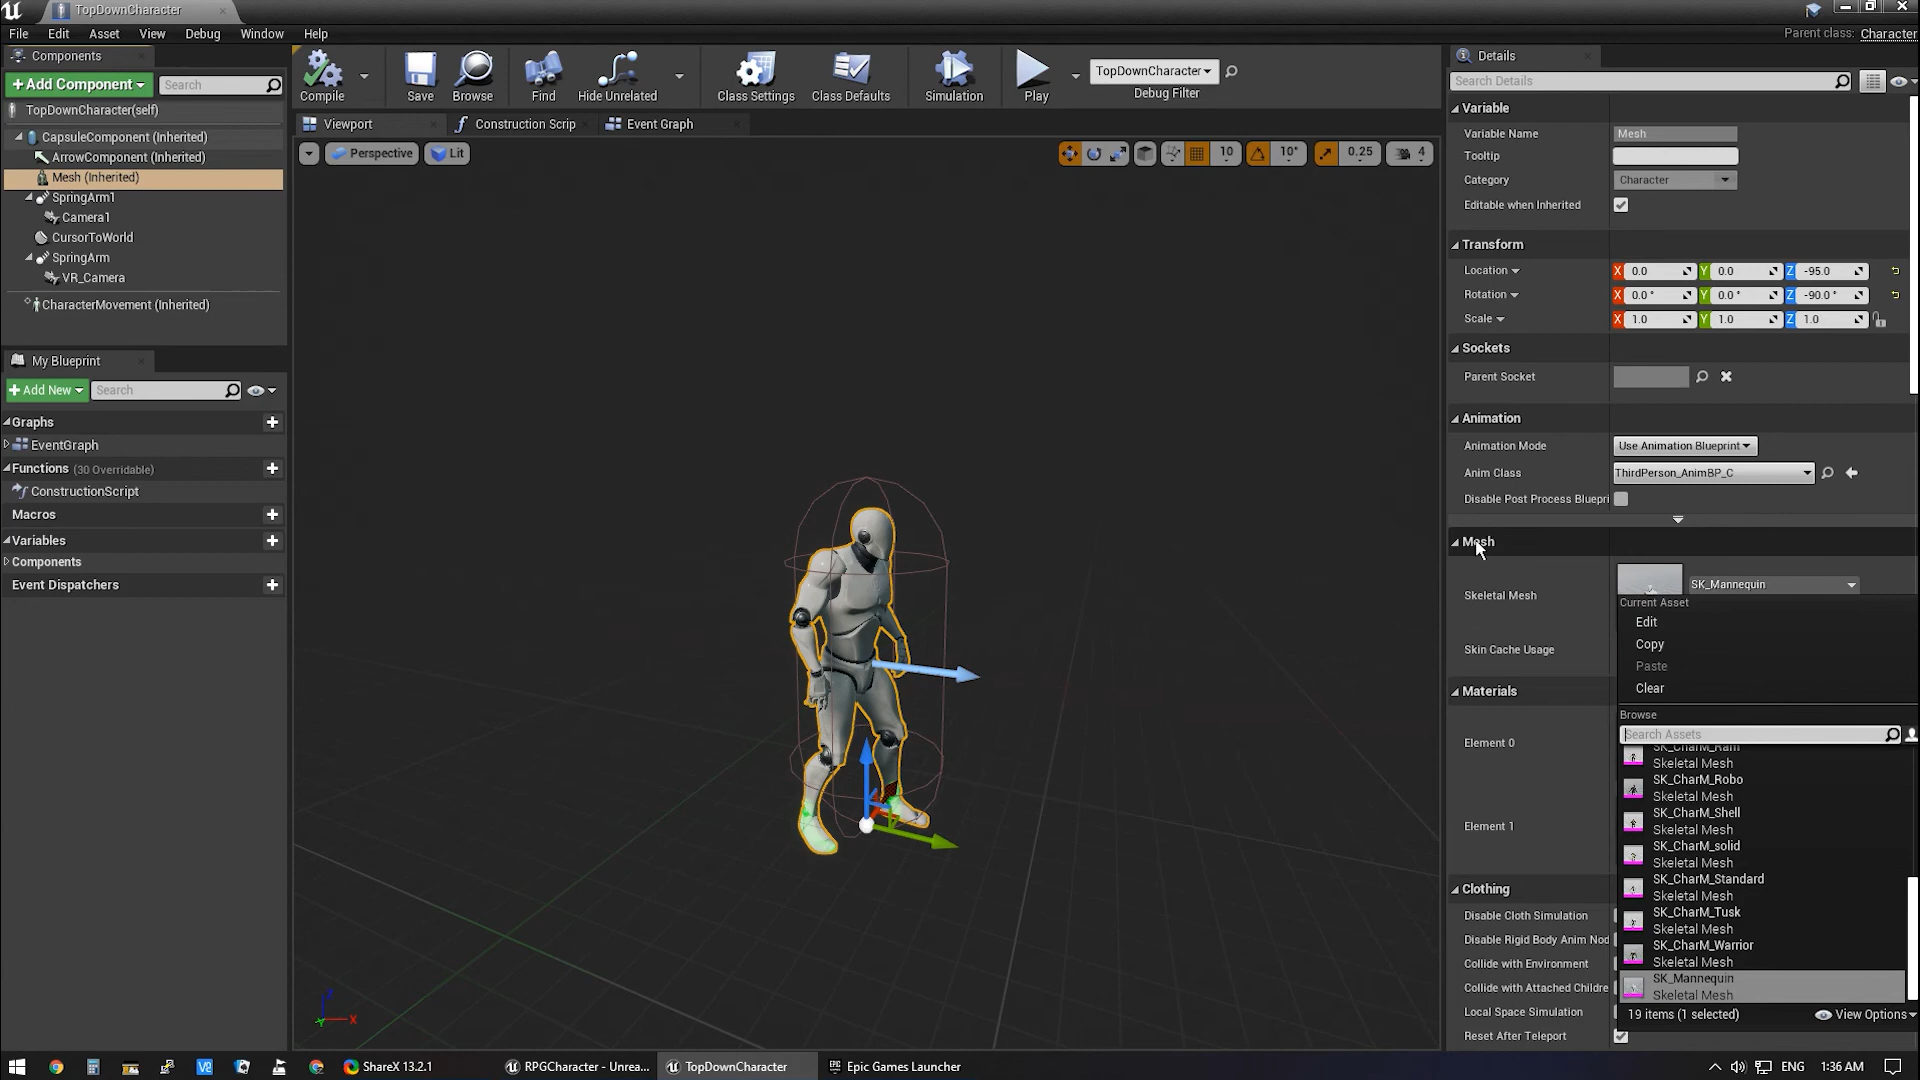 TopDownCharacter
File Edit Asset View Debug Window Help
Parent class: Character
Components
+Add Component
Search
TopDownCharacter(self)
CapsuleComponent (Inherited)
ArrowComponent (Inherited)
Mesh (Inherited)
SpringArm1
Camera1
CursorToWorld
SpringArm
VR_Camera
CharacterMovement (Inherited)
My Blueprint
+Add New
Search
Graphs
EventGraph
Functions (30 Overridable)
ConstructionScript
Macros
Variables
Components
Event Dispatchers
Compile
Save
Browse
Find
Hide Unrelated
Class Settings
Class Defaults
Simulation
Play
TopDownCharacter
Debug Filter
Viewport
Construction Scrip
Event Graph
Perspective
Lit
10
10°
0.25
4
Details
Search Details
Variable
Variable Name Mesh
Tooltip
Category Character
Editable when Inherited
Transform
Location X 0.0 Y 0.0 Z -95.0
Rotation X 0.0 ° Y 0.0 ° Z -90.0 °
Scale X 1.0 Y 1.0 Z 1.0
Sockets
Parent Socket
Animation
Animation Mode Use Animation Blueprint
Anim Class ThirdPerson_AnimBP_C
Disable Post Process Bluepri
Mesh
Skeletal Mesh SK_Mannequin
Skin Cache Usage
Materials
Element 0
Element 1
Clothing
Disable Cloth Simulation
Disable Rigid Body Anim Nod
Collide with Environment
Collide with Attached Childre
Local Space Simulation
Reset After Teleport
Current Asset
Edit
Copy
Paste
Clear
Browse
Search Assets
SK_CharM_Ram
Skeletal Mesh
SK_CharM_Robo
Skeletal Mesh
SK_CharM_Shell
Skeletal Mesh
SK_CharM_solid
Skeletal Mesh
SK_CharM_Standard
Skeletal Mesh
SK_CharM_Tusk
Skeletal Mesh
SK_CharM_Warrior
Skeletal Mesh
SK_Mannequin
Skeletal Mesh
19 items (1 selected)
View Options
Z
X
Y
ShareX 13.2.1
RPGCharacter - Unrea...
TopDownCharacter
Epic Games Launcher
ENG
1:36 AM